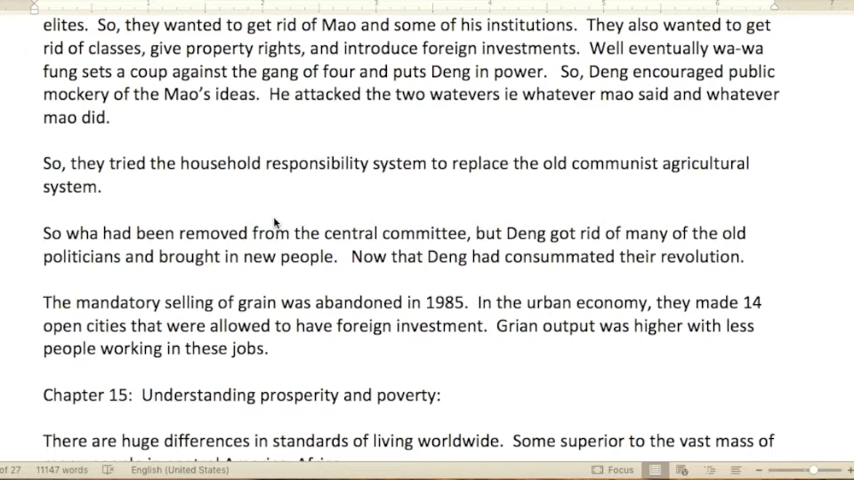 elites.  So, they wanted to get rid of Mao and some of his institutions.  They also wanted to get
rid of classes, give property rights, and introduce foreign investments.  Well eventually wa-wa
fung sets a coup against the gang of four and puts Deng in power.   So, Deng encouraged public
mockery of the Mao's ideas.  He attacked the two watevers ie whatever mao said and whatever
mao did.
So, they tried the household responsibility system to replace the old communist agricultural
system.
So wha had been removed from the central committee, but Deng got rid of many of the old
politicians and brought in new people.   Now that Deng had consummated their revolution.
The mandatory selling of grain was abandoned in 1985.  In the urban economy, they made 14
open cities that were allowed to have foreign investment.  Grian output was higher with less
people working in these jobs.
Chapter 15:  Understanding prosperity and poverty:
There are huge differences in standards of living worldwide.  Some superior to the vast mass of
of 27 11147 words English (United States) Focus